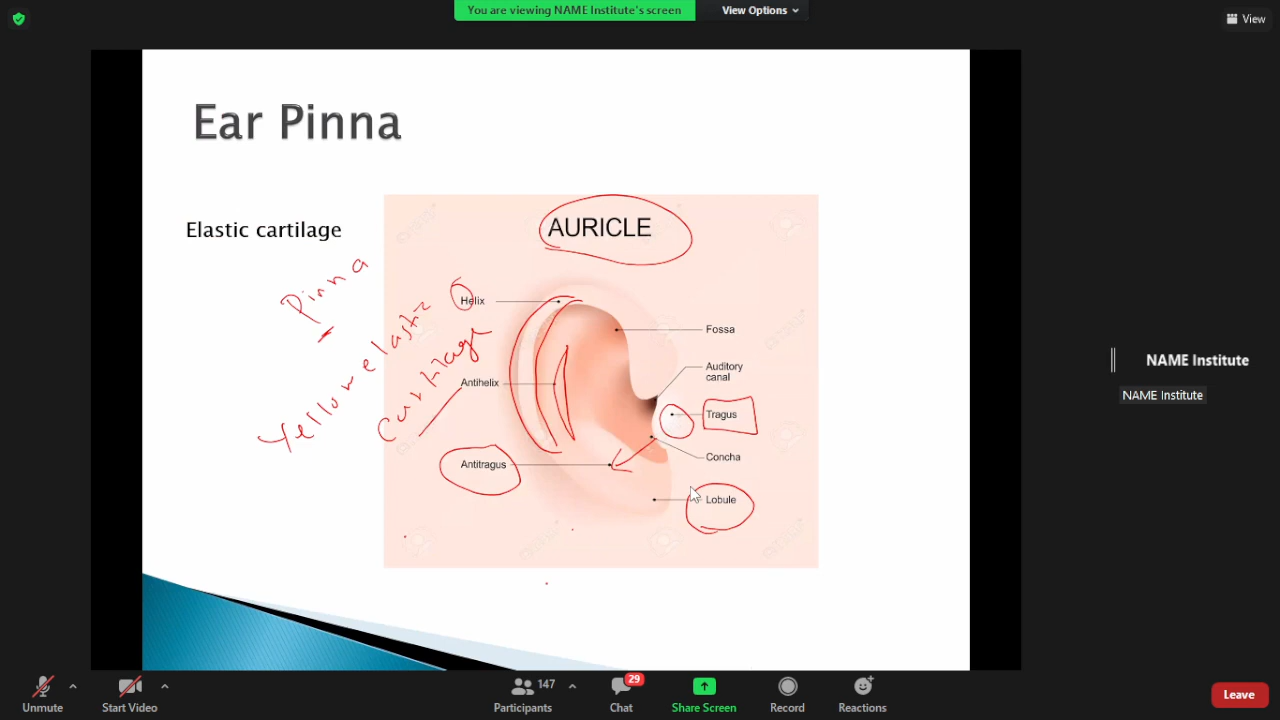 You are viewing NAME Institute's screen
View Options
View
Ear Pinna
Elastic cartilage
AURICLE
Pinna
Yellow elastic
Cartilage
Helix
Fossa
Auditory
canal
Antihelix
Tragus
Concha
Antitragus
Lobule
NAME Institute
NAME Institute
Unmute
Start Video
147
Participants
29
Chat
Share Screen
Record
Reactions
Leave